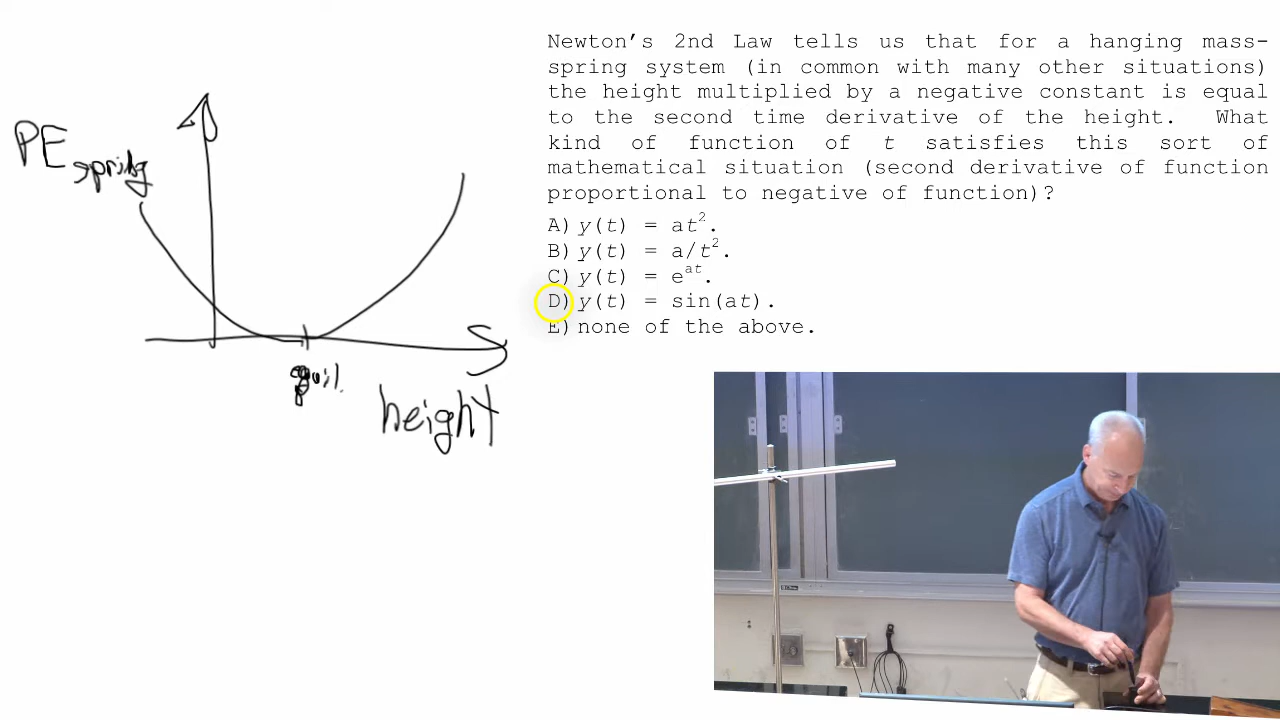 Newton's 2nd Law tells us that for a hanging mass-
spring system (in common with many other situations)
the height multiplied by a negative constant is equal
to the second time derivative of the height. What
kind of function of t satisfies this sort of
mathematical situation (second derivative of function
proportional to negative of function)?
A) y(t) = at².
B) y(t) = a/t².
C) y(t) = eᵃᵗ.
D) y(t) = sin(at).
E) none of the above.
PE spring
equil.
height